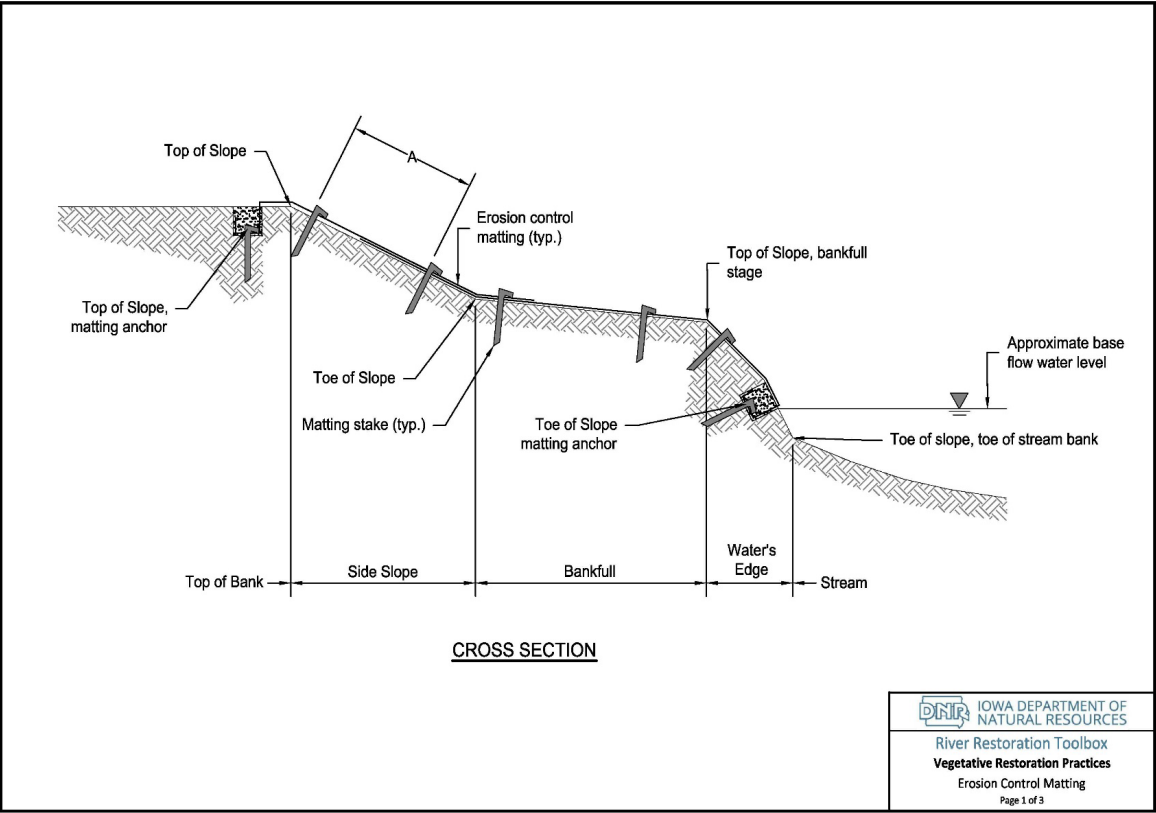 Top of Slope
A
Erosion control
matting (typ.)
Top of Slope, bankfull
stage
Top of Slope,
matting anchor
Approximate base
flow water level
Toe of Slope
Matting stake (typ.)
Toe of Slope
matting anchor
Toe of slope, toe of stream bank
Top of Bank
Side Slope
Bankfull
Water's
Edge
Stream
CROSS SECTION
DNR
IOWA DEPARTMENT OF
NATURAL RESOURCES
River Restoration Toolbox
Vegetative Restoration Practices
Erosion Control Matting
Page 1 of 3